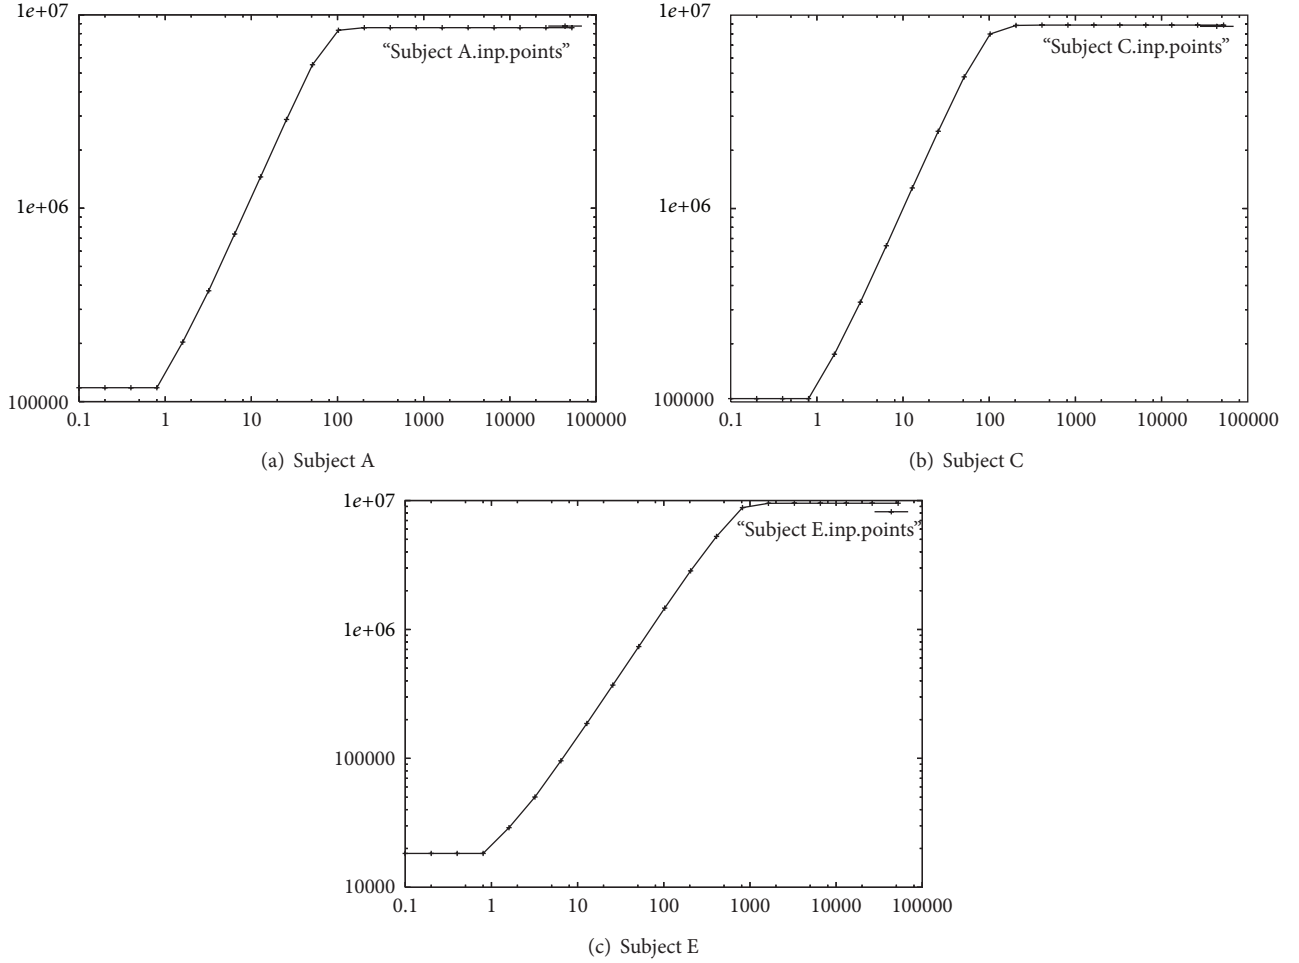 1e+07
"Subject A.inp.points"
1e+06
100000
0.1 1 10 100 1000 10000 100000
(a) Subject A
1e+07
"Subject C.inp.points"
1e+06
100000
0.1 1 10 100 1000 10000 100000
(b) Subject C
1e+07
"Subject E.inp.points"
1e+06
100000
10000
0.1 1 10 100 1000 10000 100000
(c) Subject E